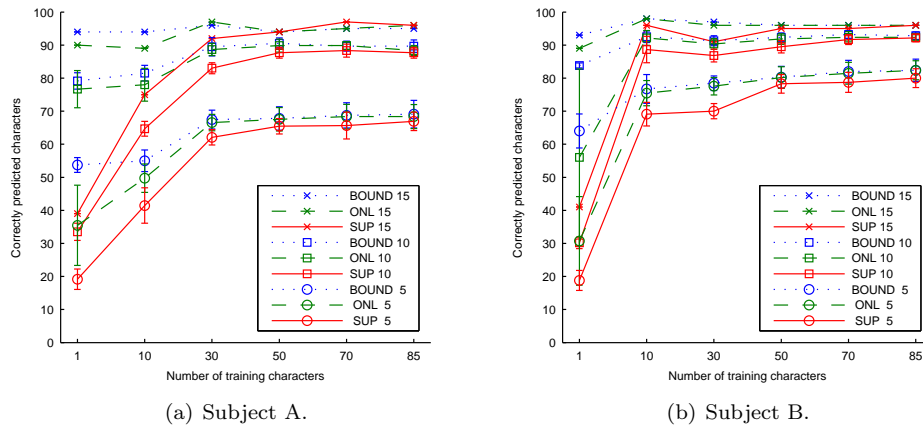 100
90
80
70
60
50
40
30
20
10
0
Correctly predicted characters
BOUND 15
ONL 15
SUP 15
BOUND 10
ONL 10
SUP 10
BOUND 5
ONL 5
SUP 5
1 10 30 50 70 85
Number of training characters
(a) Subject A.
100
90
80
70
60
50
40
30
20
10
0
Correctly predicted characters
BOUND 15
ONL 15
SUP 15
BOUND 10
ONL 10
SUP 10
BOUND 5
ONL 5
SUP 5
1 10 30 50 70 85
Number of training characters
(b) Subject B.